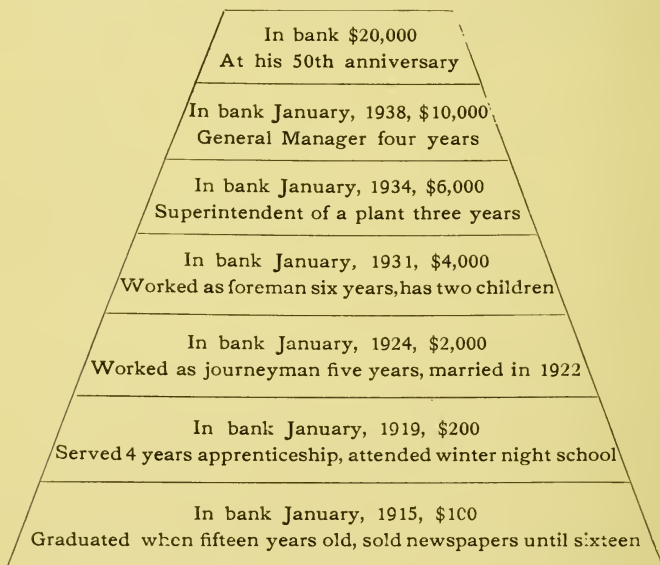 In bank $20,000
At his 50th anniversary
In bank January, 1938, $10,000
General Manager four years
In bank January, 1934, $6,000
Superintendent of a plant three years
In bank January, 1931, $4,000
Worked as foreman six years, has two children
In bank January, 1924, $2,000
Worked as journeyman five years, married in 1922
In bank January, 1919, $200
Served 4 years apprenticeship, attended winter night school
In bank January, 1915, $100
Graduated when fifteen years old, sold newspapers until sixteen